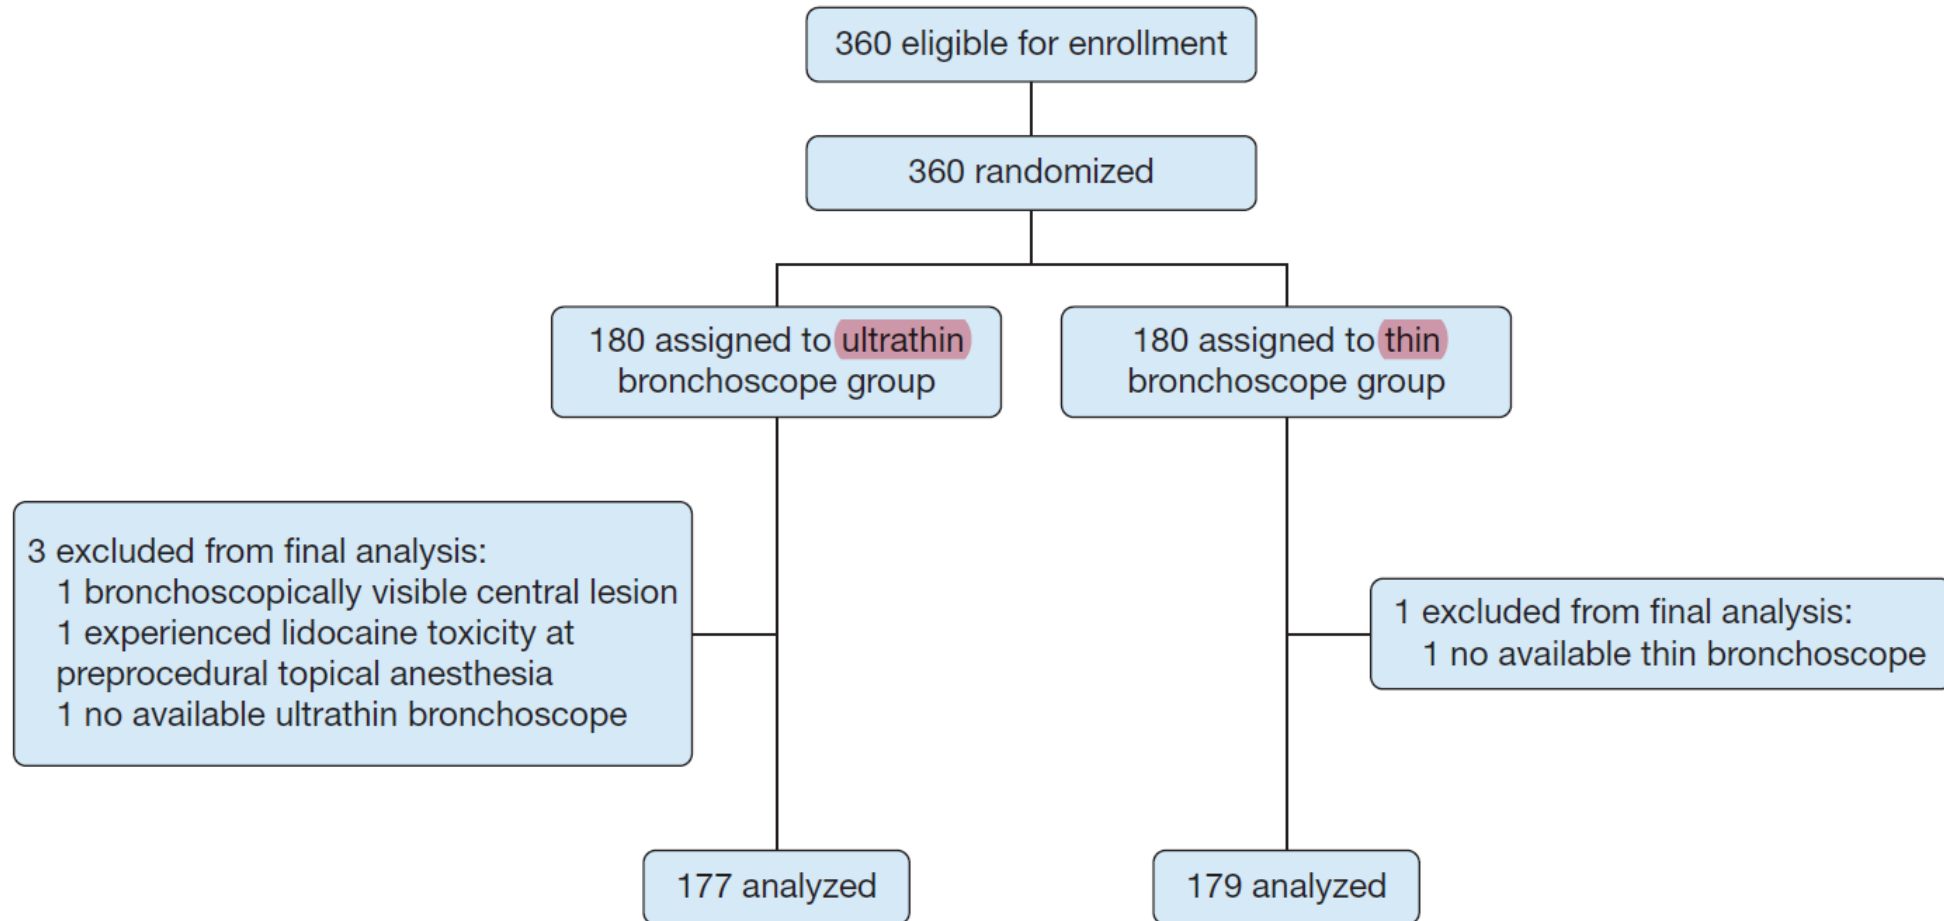 360 eligible for enrollment
360 randomized
180 assigned to ultrathin
bronchoscope group
180 assigned to thin
bronchoscope group
3 excluded from final analysis:
1 bronchoscopically visible central lesion
1 experienced lidocaine toxicity at
preprocedural topical anesthesia
1 no available ultrathin bronchoscope
1 excluded from final analysis:
1 no available thin bronchoscope
177 analyzed
179 analyzed